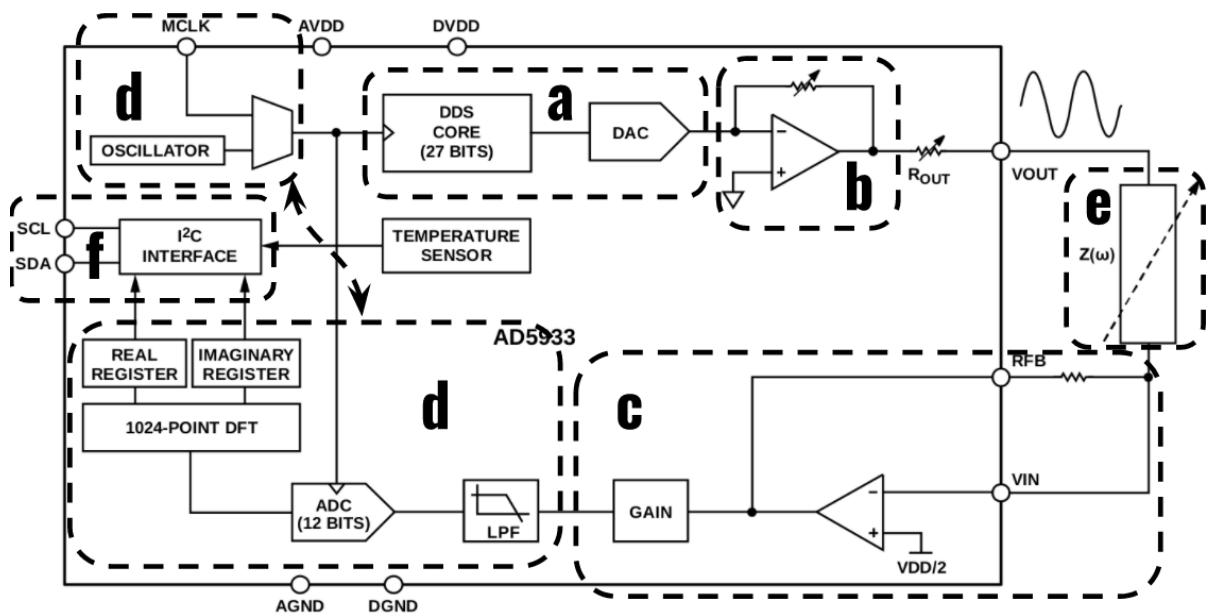 MCLK
AVDD
DVDD
d
OSCILLATOR
DDS
CORE
(27 BITS)
a
DAC
b
ROUT
VOUT
e
Z(ω)
SCL
SDA
f
I²C
INTERFACE
TEMPERATURE
SENSOR
AD5933
REAL
REGISTER
IMAGINARY
REGISTER
1024-POINT DFT
d
ADC
(12 BITS)
LPF
c
GAIN
RFB
VIN
−
+
−
+
VDD/2
AGND
DGND